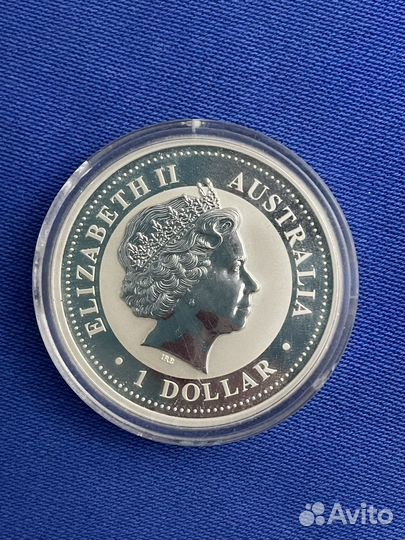 ELIZABETH II
AUSTRALIA
• 1 DOLLAR •
IRB
Avito